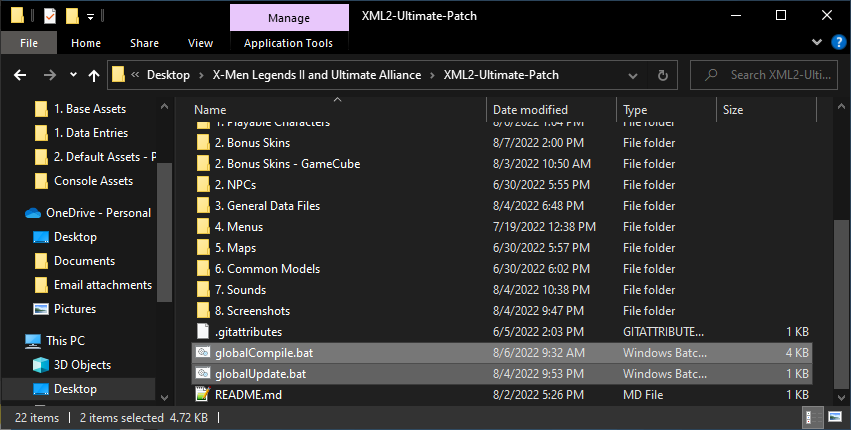 Manage
XML2-Ultimate-Patch
File
Home
Share
View
Application Tools
« Desktop > X-Men Legends II and Ultimate Alliance > XML2-Ultimate-Patch
Search XML2-Ulti...
1. Base Assets
1. Data Entries
2. Default Assets - P
Console Assets
OneDrive - Personal
Desktop
Documents
Email attachments
Pictures
This PC
3D Objects
Desktop
Name Date modified Type Size
1. Playable Characters 8/6/2022 1:04 PM File folder
2. Bonus Skins 8/7/2022 2:00 PM File folder
2. Bonus Skins - GameCube 8/3/2022 10:50 AM File folder
2. NPCs 6/30/2022 5:55 PM File folder
3. General Data Files 8/4/2022 6:48 PM File folder
4. Menus 7/19/2022 12:38 PM File folder
5. Maps 6/30/2022 5:57 PM File folder
6. Common Models 6/30/2022 6:02 PM File folder
7. Sounds 8/4/2022 10:38 PM File folder
8. Screenshots 8/4/2022 9:47 PM File folder
.gitattributes 6/5/2022 2:03 PM GITATTRIBUTE... 1 KB
globalCompile.bat 8/6/2022 9:32 AM Windows Batc... 4 KB
globalUpdate.bat 8/4/2022 9:53 PM Windows Batc... 1 KB
README.md 8/2/2022 5:26 PM MD File 1 KB
22 items 2 items selected 4.72 KB